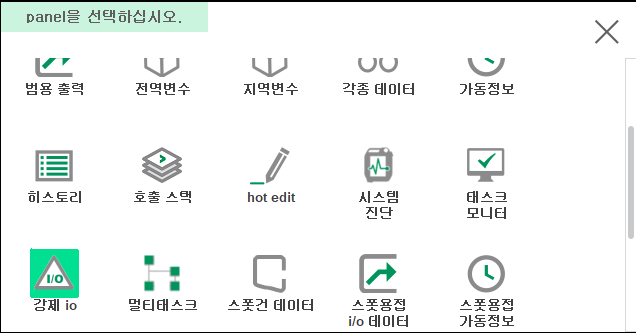 panel을 선택하십시오.
범용 출력
전역변수
지역변수
각종 데이터
가동정보
히스토리
호출 스택
hot edit
시스템
진단
태스크
모니터
I/O
강제 io
멀티태스크
스폿건 데이터
스폿용접
i/o 데이터
스폿용접
가동정보